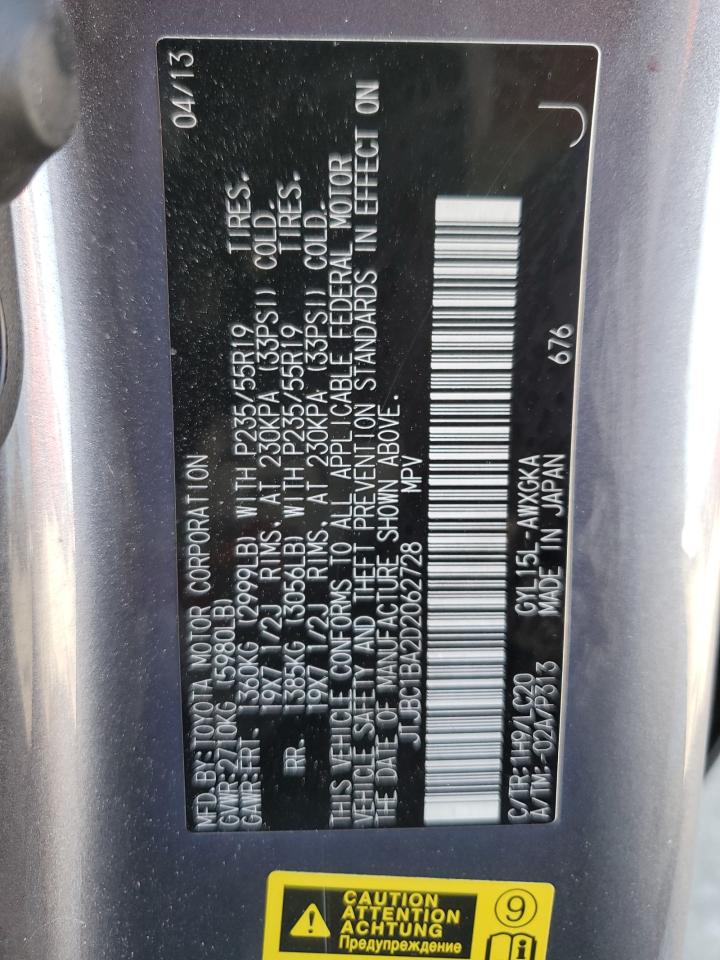 MFD. BY: TOYOTA MOTOR CORPORATION 04/13
GVWR: 2710KG (5980LB)
GAWR: FRT. 1360KG (2999LB) WITH P235/55R19 TIRES.
19X7 1/2J RIMS, AT 230KPA (33PSI) COLD.
RR. 1385KG (3056LB) WITH P235/55R19 TIRES.
19X7 1/2J RIMS, AT 230KPA (33PSI) COLD.
THIS VEHICLE CONFORMS TO ALL APPLICABLE FEDERAL MOTOR
VEHICLE SAFETY AND THEFT PREVENTION STANDARDS IN EFFECT ON
THE DATE OF MANUFACTURE SHOWN ABOVE.
JTJBC1BA2D2062728 MPV
C/TR: 1H9/LC20 GYL15L-AWXGKA
A/TM: -02A/P313 MADE IN JAPAN 676
J
CAUTION
ATTENTION
ACHTUNG
Предупреждение
9